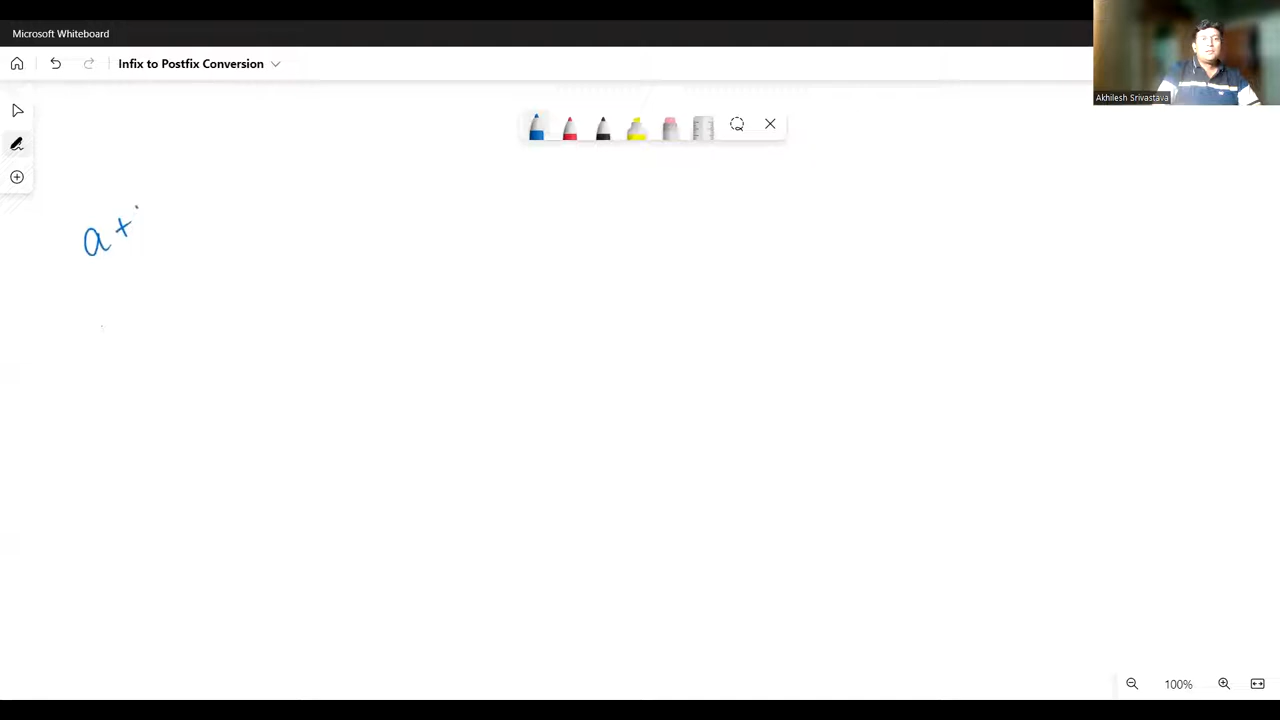 Microsoft Whiteboard
Infix to Postfix Conversion
Akhilesh Srivastava
a +
100%